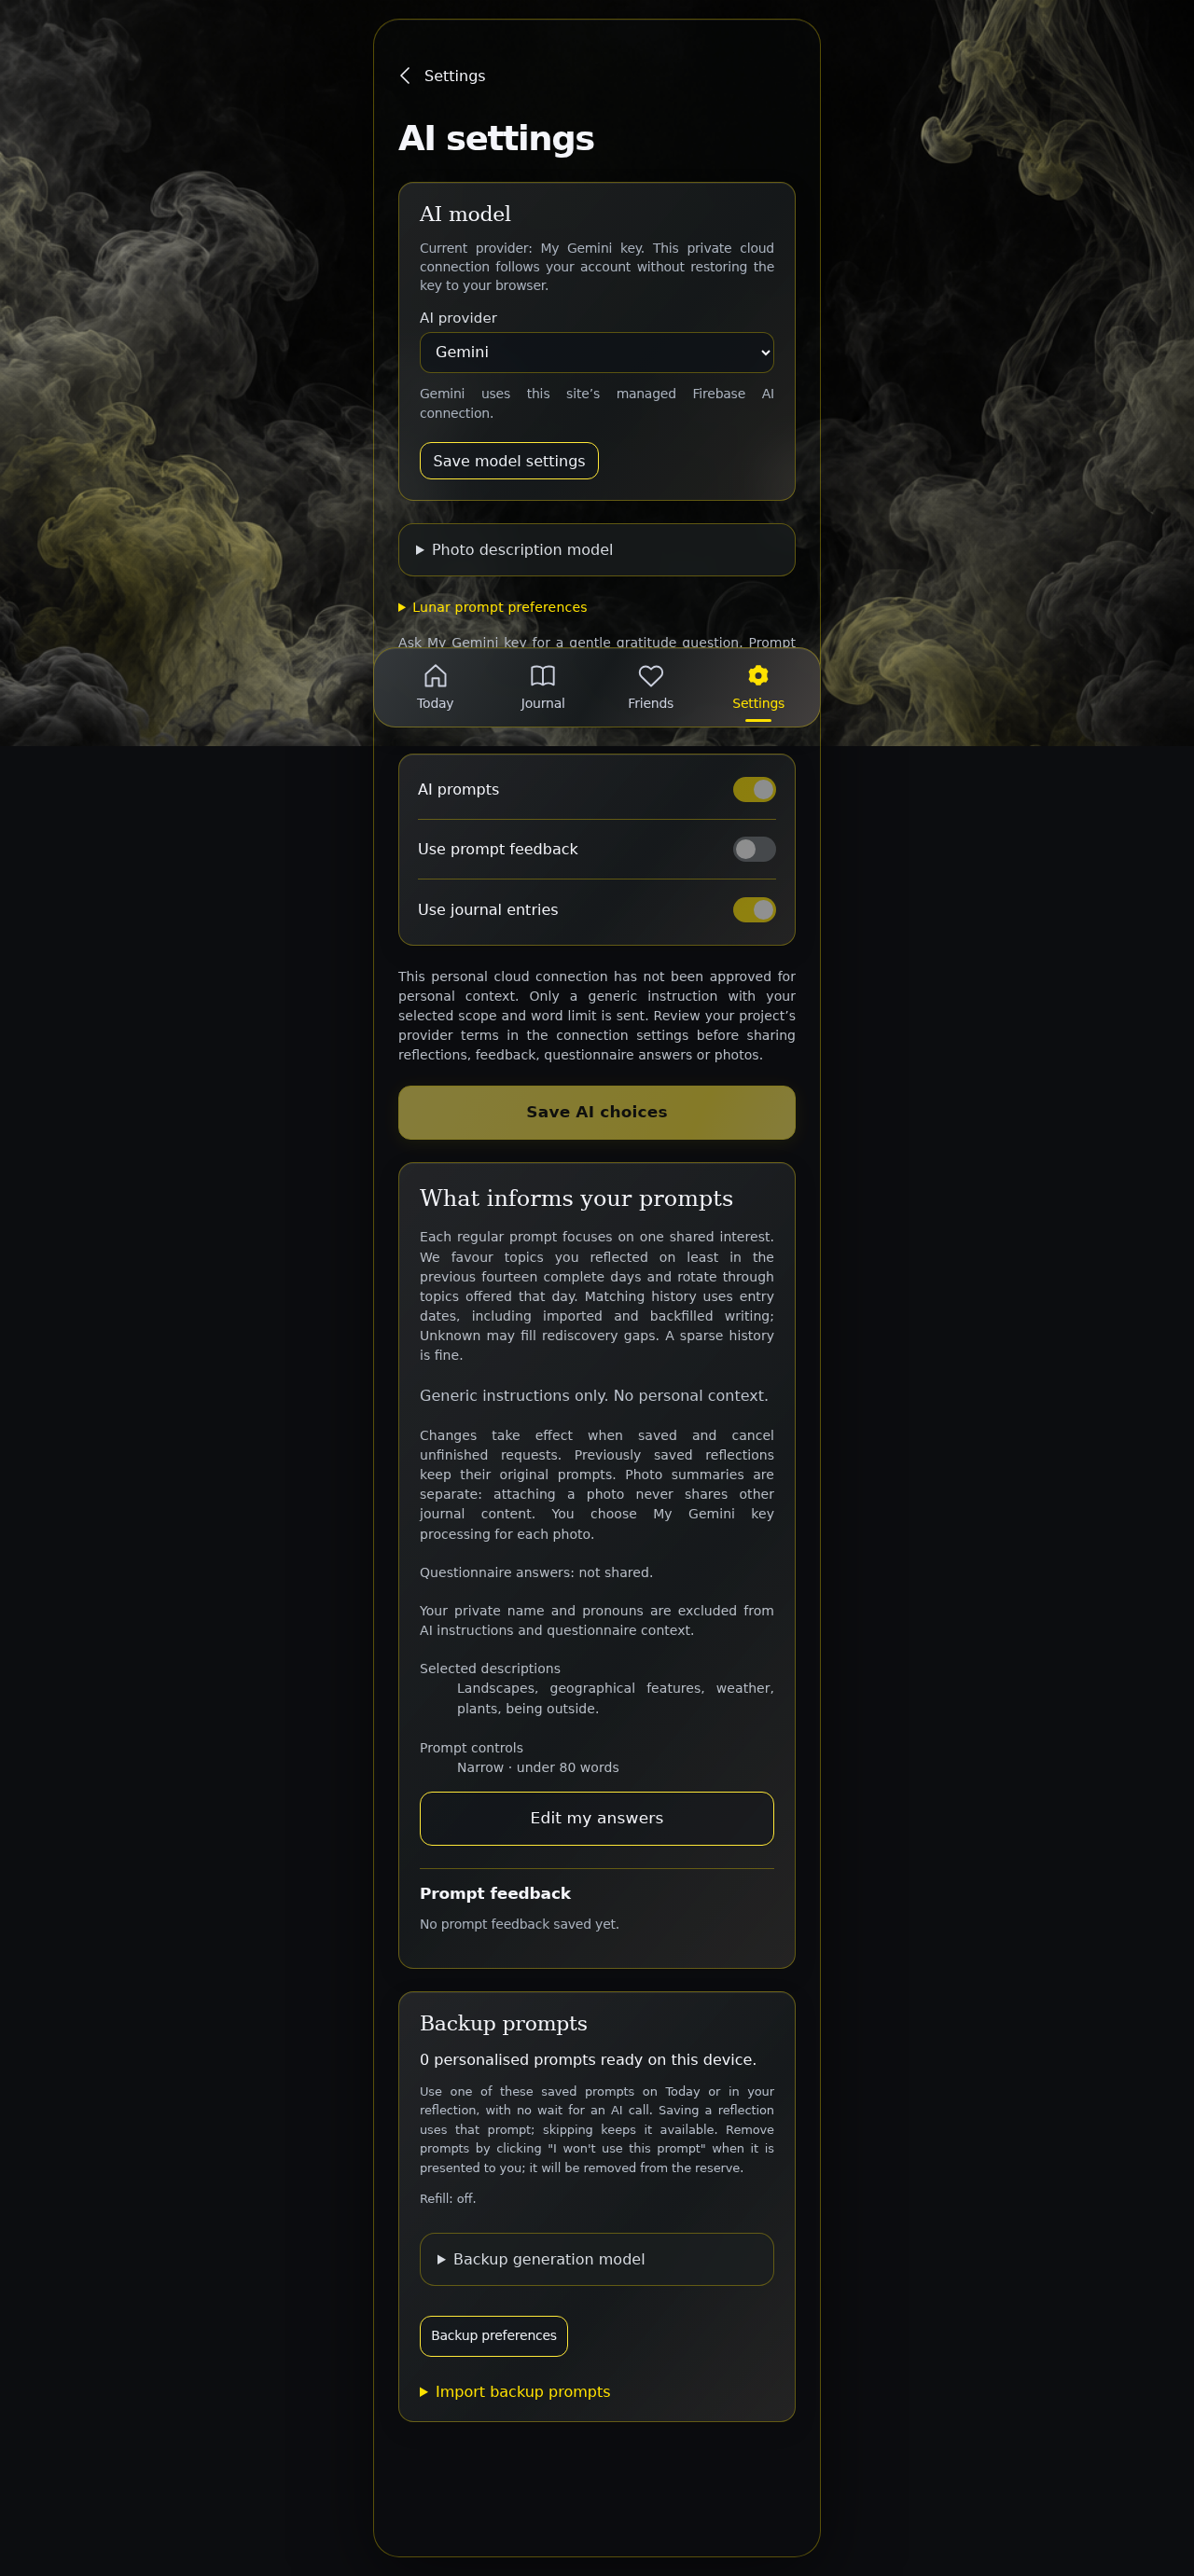 Settings
AI settings
AI model
Current provider: My Gemini key. This private cloud
connection follows your account without restoring the
key to your browser.
AI provider
Gemini
Gemini uses this site’s managed Firebase AI
connection.
Save model settings
Photo description model
Lunar prompt preferences
Ask My Gemini key for a gentle gratitude question. Prompt
Today
Journal
Friends
Settings
AI prompts
Use prompt feedback
Use journal entries
This personal cloud connection has not been approved for
personal context. Only a generic instruction with your
selected scope and word limit is sent. Review your project’s
provider terms in the connection settings before sharing
reflections, feedback, questionnaire answers or photos.
Save AI choices
What informs your prompts
Each regular prompt focuses on one shared interest.
We favour topics you reflected on least in the
previous fourteen complete days and rotate through
topics offered that day. Matching history uses entry
dates, including imported and backfilled writing;
Unknown may fill rediscovery gaps. A sparse history
is fine.
Generic instructions only. No personal context.
Changes take effect when saved and cancel
unfinished requests. Previously saved reflections
keep their original prompts. Photo summaries are
separate: attaching a photo never shares other
journal content. You choose My Gemini key
processing for each photo.
Questionnaire answers: not shared.
Your private name and pronouns are excluded from
AI instructions and questionnaire context.
Selected descriptions
Landscapes, geographical features, weather,
plants, being outside.
Prompt controls
Narrow · under 80 words
Edit my answers
Prompt feedback
No prompt feedback saved yet.
Backup prompts
0 personalised prompts ready on this device.
Use one of these saved prompts on Today or in your
reflection, with no wait for an AI call. Saving a reflection
uses that prompt; skipping keeps it available. Remove
prompts by clicking "I won't use this prompt" when it is
presented to you; it will be removed from the reserve.
Refill: off.
Backup generation model
Backup preferences
Import backup prompts